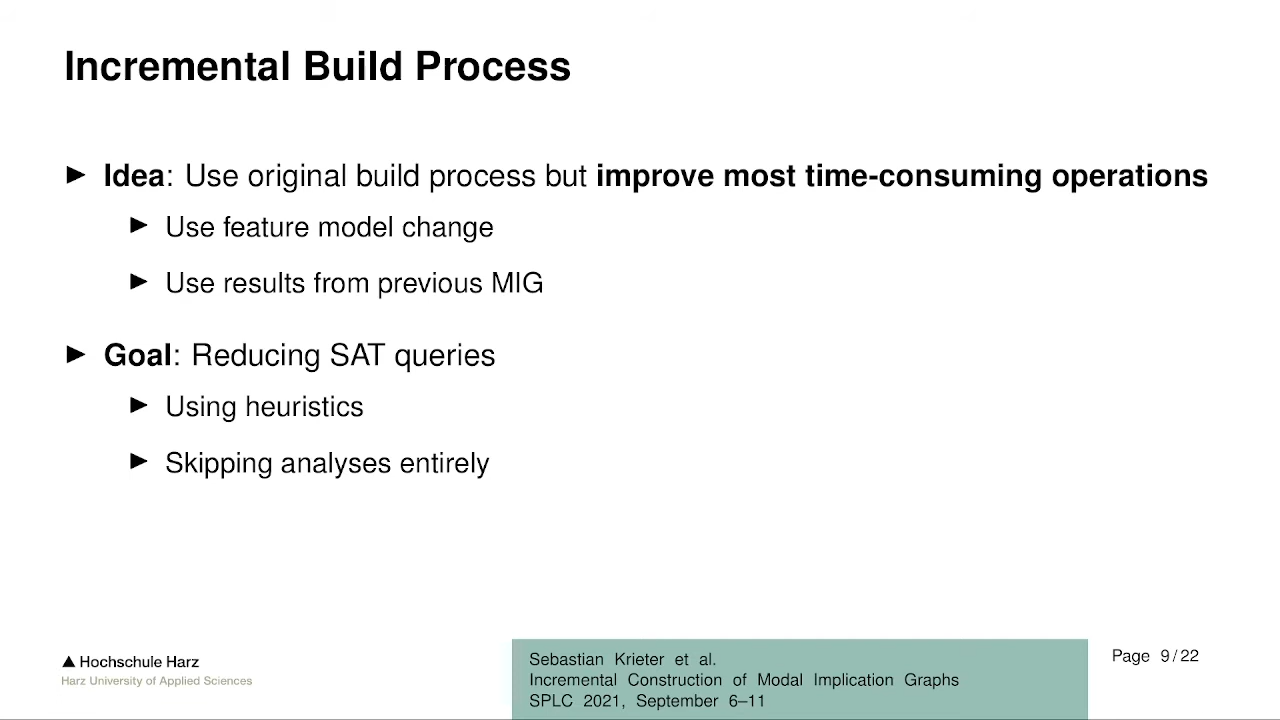 Incremental Build Process
▶ Idea: Use original build process but improve most time-consuming operations
▶ Use feature model change
▶ Use results from previous MIG
▶ Goal: Reducing SAT queries
▶ Using heuristics
▶ Skipping analyses entirely
Hochschule Harz
Harz University of Applied Sciences
Sebastian Krieter et al.
Incremental Construction of Modal Implication Graphs
SPLC 2021, September 6–11
Page 9/22